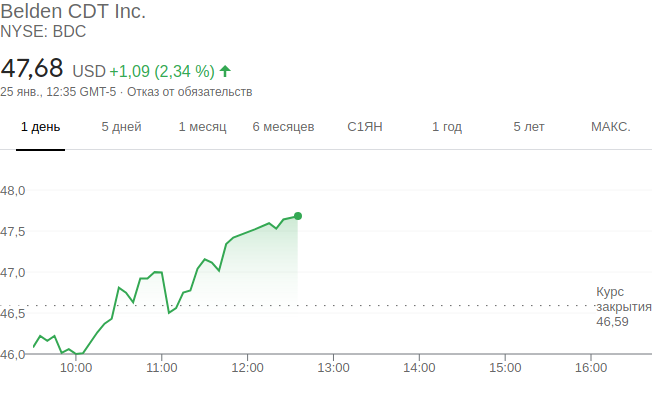 Belden CDT Inc.
NYSE: BDC
47,68 USD +1,09 (2,34 %)
25 янв., 12:35 GMT-5 · Отказ от обязательств
1 день 5 дней 1 месяц 6 месяцев С1ЯН 1 год 5 лет МАКС.
48,0
47,5
47,0
46,5
46,0
Курс
закрытия
46,59
10:00 11:00 12:00 13:00 14:00 15:00 16:00